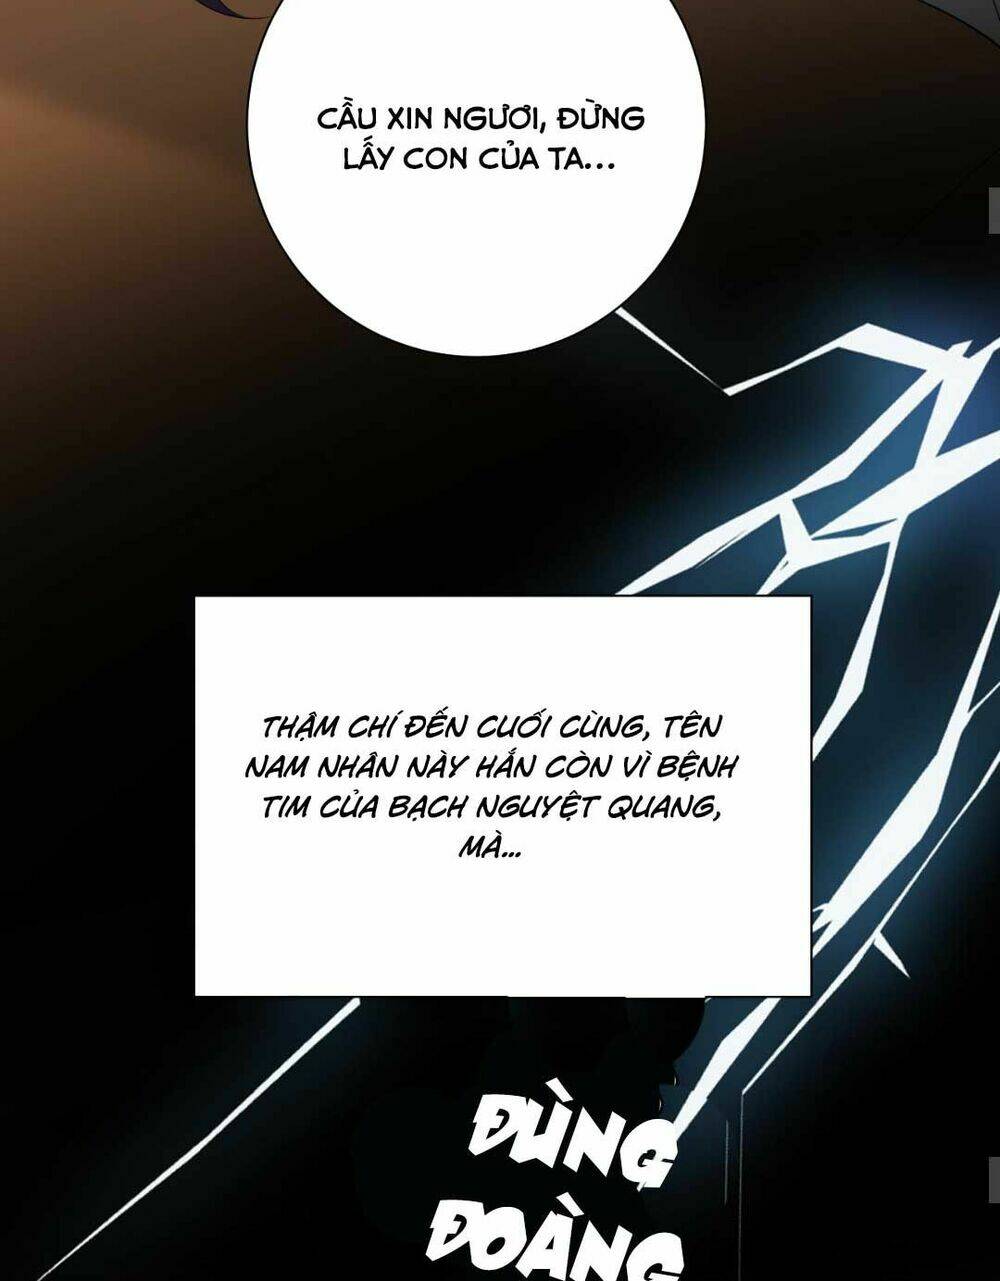 CẦU XIN NGƯƠI, ĐỪNG
LẤY CON CỦA TA...
THẬM CHÍ ĐẾN CUỐI CÙNG, TÊN
NAM NHÂN NÀY HẮN CÒN VÌ BỆNH
TIM CỦA BẠCH NGUYỆT QUANG,
MÀ...
ĐÙNG
ĐOÀNG